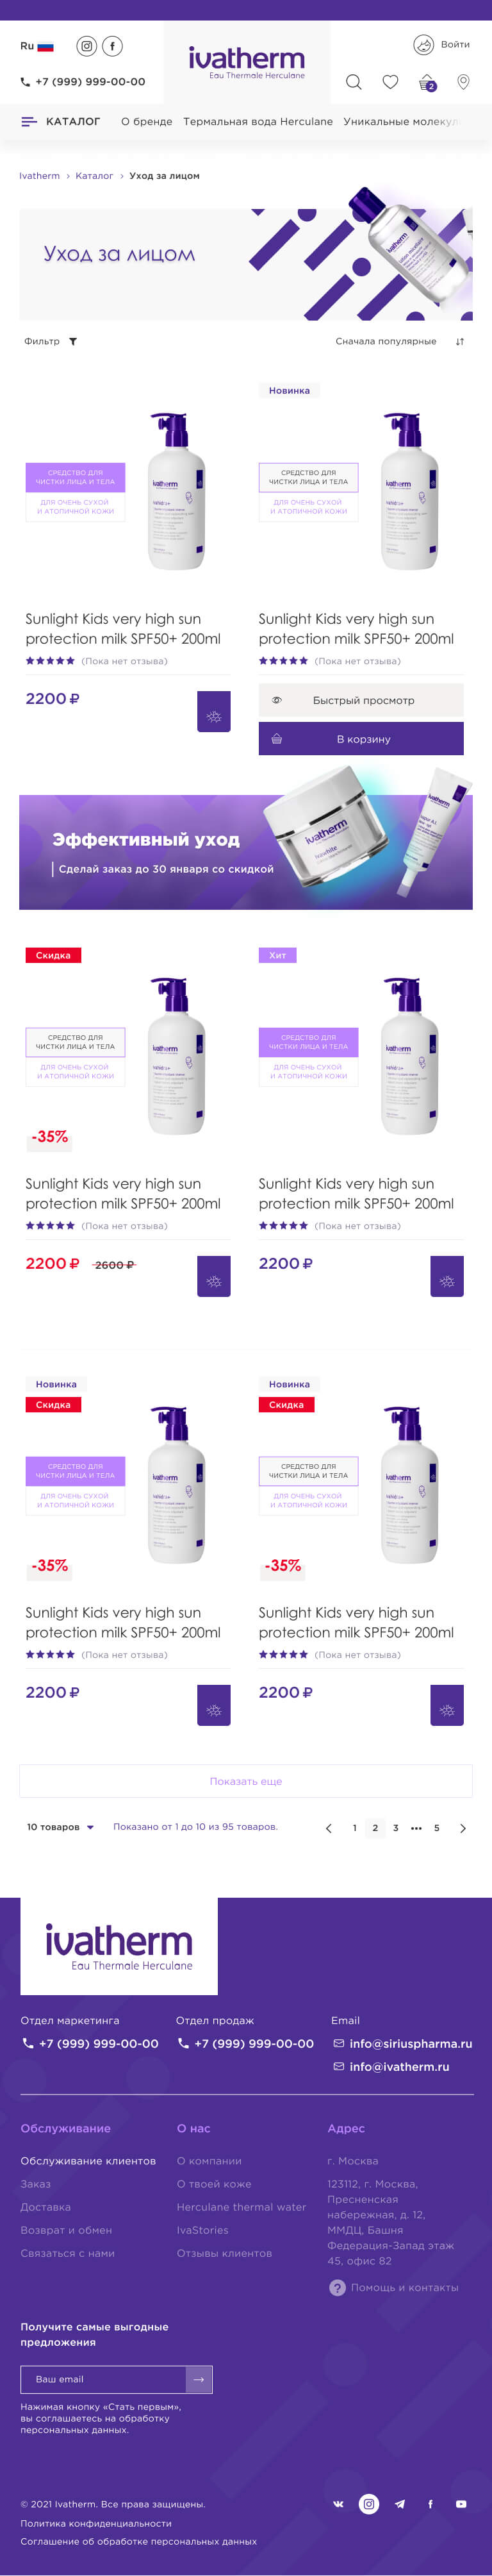 Ru
Войти
ivatherm
Eau Thermale Herculane
+7 (999) 999-00-00
2
КАТАЛОГ О бренде Термальная вода Herculane Уникальные молекулы
Ivatherm > Каталог > Уход за лицом
Уход за лицом
ivatherm
Фильтр
Сначала популярные
СРЕДСТВО ДЛЯ
ЧИСТКИ ЛИЦА И ТЕЛА
ДЛЯ ОЧЕНЬ СУХОЙ
И АТОПИЧНОЙ КОЖИ
ivatherm
Sunlight Kids very high sun
protection milk SPF50+ 200ml
(Пока нет отзыва)
2200 ₽
Новинка
СРЕДСТВО ДЛЯ
ЧИСТКИ ЛИЦА И ТЕЛА
ДЛЯ ОЧЕНЬ СУХОЙ
И АТОПИЧНОЙ КОЖИ
ivatherm
Sunlight Kids very high sun
protection milk SPF50+ 200ml
(Пока нет отзыва)
Быстрый просмотр
В корзину
Эффективный уход
Сделай заказ до 30 января со скидкой
ivatherm
ivatherm
Скидка
СРЕДСТВО ДЛЯ
ЧИСТКИ ЛИЦА И ТЕЛА
ДЛЯ ОЧЕНЬ СУХОЙ
И АТОПИЧНОЙ КОЖИ
ivatherm
-35%
Sunlight Kids very high sun
protection milk SPF50+ 200ml
(Пока нет отзыва)
2200 ₽ 2600 ₽
Хит
СРЕДСТВО ДЛЯ
ЧИСТКИ ЛИЦА И ТЕЛА
ДЛЯ ОЧЕНЬ СУХОЙ
И АТОПИЧНОЙ КОЖИ
ivatherm
Sunlight Kids very high sun
protection milk SPF50+ 200ml
(Пока нет отзыва)
2200 ₽
Новинка
Скидка
СРЕДСТВО ДЛЯ
ЧИСТКИ ЛИЦА И ТЕЛА
ДЛЯ ОЧЕНЬ СУХОЙ
И АТОПИЧНОЙ КОЖИ
ivatherm
-35%
Sunlight Kids very high sun
protection milk SPF50+ 200ml
(Пока нет отзыва)
2200 ₽
Новинка
Скидка
СРЕДСТВО ДЛЯ
ЧИСТКИ ЛИЦА И ТЕЛА
ДЛЯ ОЧЕНЬ СУХОЙ
И АТОПИЧНОЙ КОЖИ
ivatherm
-35%
Sunlight Kids very high sun
protection milk SPF50+ 200ml
(Пока нет отзыва)
2200 ₽
Показать еще
10 товаров Показано от 1 до 10 из 95 товаров. 1 2 3 ••• 5
ivatherm
Eau Thermale Herculane
Отдел маркетинга
+7 (999) 999-00-00
Отдел продаж
+7 (999) 999-00-00
Email
info@siriuspharma.ru
info@ivatherm.ru
Обслуживание
Обслуживание клиентов
Заказ
Доставка
Возврат и обмен
Связаться с нами
О нас
О компании
О твоей коже
Herculane thermal water
IvaStories
Отзывы клиентов
Адрес
г. Москва
123112, г. Москва,
Пресненская
набережная, д. 12,
ММДЦ, Башня
Федерация-Запад этаж
45, офис 82
? Помощь и контакты
Получите самые выгодные
предложения
Ваш email
Нажимая кнопку «Стать первым»,
вы соглашаетесь на обработку
персональных данных.
© 2021 Ivatherm. Все права защищены.
Политика конфиденциальности
Соглашение об обработке персональных данных